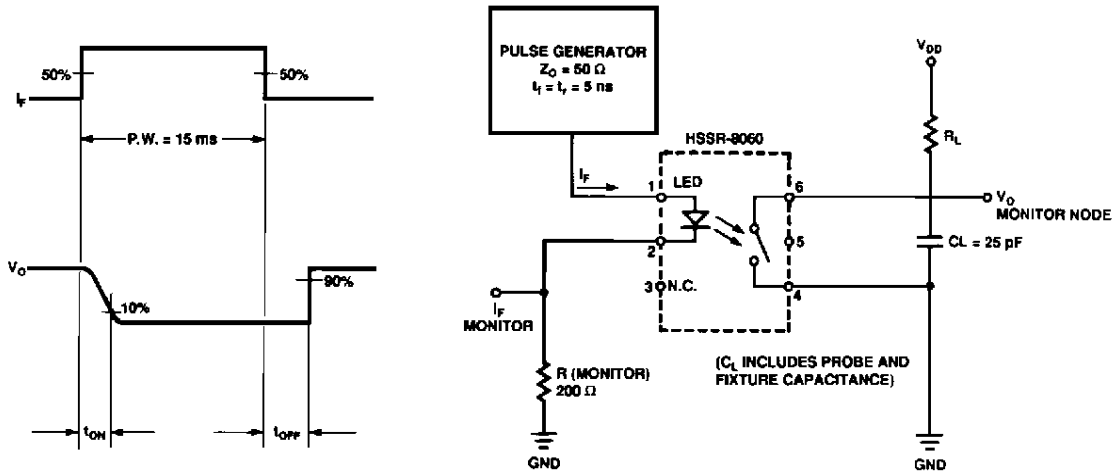 50%
50%
I_F
P.W. = 15 ms
V_O
90%
10%
t_ON
t_OFF
PULSE GENERATOR
Z_O = 50 Ω
t_f = t_r = 5 ns
I_F
HSSR-8060
1
LED
2
3
N.C.
6
5
4
V_DD
R_L
V_O
MONITOR NODE
CL = 25 pF
I_F
MONITOR
R (MONITOR)
200 Ω
GND
(C_L INCLUDES PROBE AND
FIXTURE CAPACITANCE)
GND